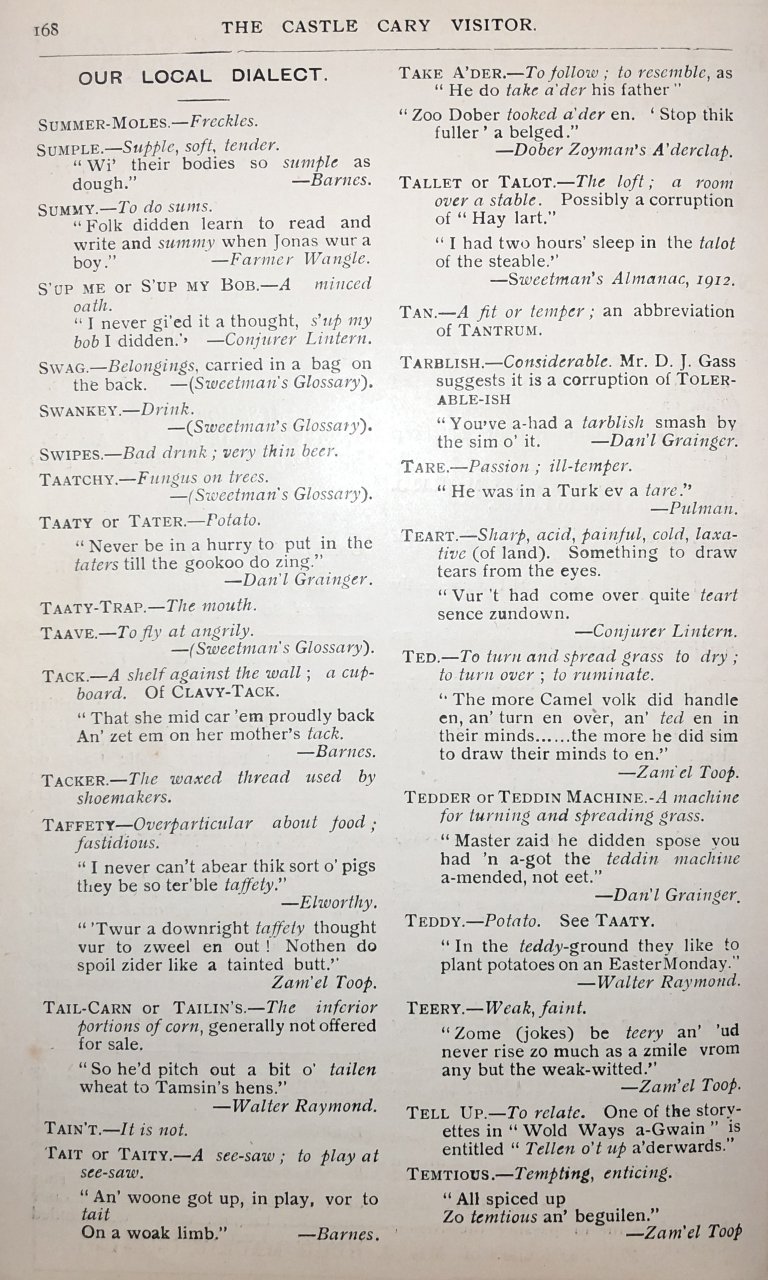 168
THE CASTLE CARY VISITOR.
OUR LOCAL DIALECT.
SUMMER-MOLES.—Freckles.
SUMPLE.—Supple, soft, tender.
“Wi' their bodies so sumple as
dough.” —Barnes.
SUMMY.—To do sums.
“Folk didden learn to read and
write and summy when Jonas wur a
boy.” —Farmer Wangle.
S'UP ME or S'UP MY BOB.—A minced
oath.
“I never gi'ed it a thought, s'up my
bob I didden.'’ —Conjurer Lintern.
SWAG.—Belongings, carried in a bag on
the back. —(Sweetman's Glossary).
SWANKEY.—Drink.
—(Sweetman's Glossary).
SWIPES.—Bad drink; very thin beer.
TAATCHY.—Fungus on trees.
—(Sweetman's Glossary).
TAATY or TATER.—Potato.
“Never be in a hurry to put in the
taters till the gookoo do zing.”
—Dan'l Grainger.
TAATY-TRAP.—The mouth.
TAAVE.—To fly at angrily.
—(Sweetman's Glossary).
TACK.—A shelf against the wall; a cup-
board. Of CLAVY-TACK.
“That she mid car 'em proudly back
An' zet em on her mother's tack.
—Barnes.
TACKER.—The waxed thread used by
shoemakers.
TAFFETY—Overparticular about food;
fastidious.
“I never can't abear thik sort o' pigs
they be so ter'ble taffety.”
—Elworthy.
“'Twur a downright taffety thought
vur to zweel en out! Nothen do
spoil zider like a tainted butt.”
Zam'el Toop.
TAIL-CARN or TAILIN'S.—The inferior
portions of corn, generally not offered
for sale.
“So he'd pitch out a bit o' tailen
wheat to Tamsin's hens.”
—Walter Raymond.
TAIN'T.—It is not.
TAIT or TAITY.—A see-saw; to play at
see-saw.
“An' woone got up, in play, vor to
tait
On a woak limb.” —Barnes.
TAKE A'DER.—To follow; to resemble, as
“He do take a'der his father”
“Zoo Dober tooked a'der en. ‘Stop thik
fuller’ a belged.”
—Dober Zoyman's A'derclap.
TALLET or TALOT.—The loft; a room
over a stable. Possibly a corruption
of “Hay lart.”
“I had two hours' sleep in the talot
of the steable.”
—Sweetman's Almanac, 1912.
TAN.—A fit or temper; an abbreviation
of TANTRUM.
TARBLISH.—Considerable. Mr. D. J. Gass
suggests it is a corruption of TOLER-
ABLE-ISH
“You've a-had a tarblish smash by
the sim o' it. —Dan'l Grainger.
TARE.—Passion; ill-temper.
“He was in a Turk ev a tare.”
—Pulman.
TEART.—Sharp, acid, painful, cold, laxa-
tive (of land). Something to draw
tears from the eyes.
“Vur 't had come over quite teart
sence zundown.
—Conjurer Lintern.
TED.—To turn and spread grass to dry;
to turn over; to ruminate.
“The more Camel volk did handle
en, an' turn en over, an' ted en in
their minds......the more he did sim
to draw their minds to en.”
—Zam'el Toop.
TEDDER or TEDDIN MACHINE.-A machine
for turning and spreading grass.
“Master zaid he didden spose you
had 'n a-got the teddin machine
a-mended, not eet.”
—Dan'l Grainger.
TEDDY.—Potato. See TAATY.
“In the teddy-ground they like to
plant potatoes on an Easter Monday.”
—Walter Raymond.
TEERY.—Weak, faint.
“Zome (jokes) be teery an' 'ud
never rise zo much as a zmile vrom
any but the weak-witted.”
—Zam'el Toop.
TELL UP.—To relate. One of the story-
ettes in “Wold Ways a-Gwain” is
entitled “Tellen o't up a'derwards.”
TEMTIOUS.—Tempting, enticing.
“All spiced up
Zo temtious an' beguilen.”
—Zam'el Toop